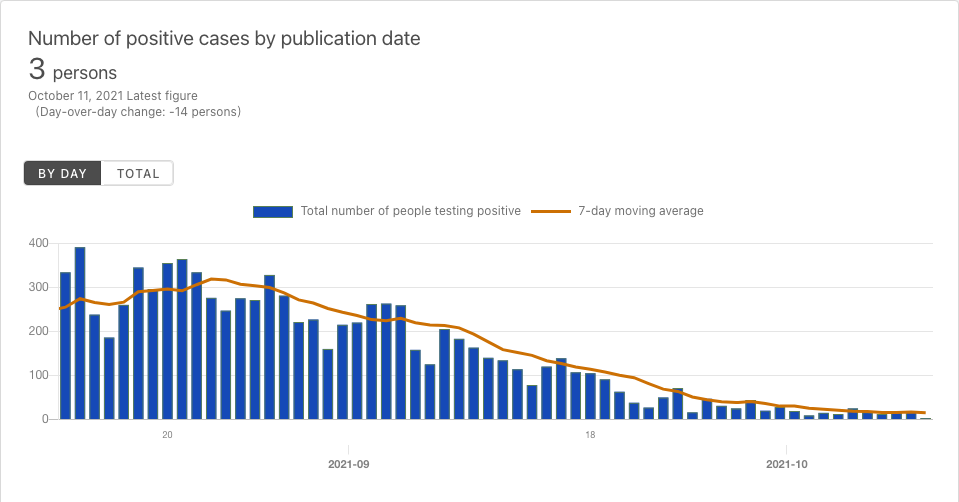 Number of positive cases by publication date
3 persons
October 11, 2021 Latest figure
(Day-over-day change: -14 persons)
BY DAY TOTAL
Total number of people testing positive 7-day moving average
400
300
200
100
0
20 18
2021-09 2021-10